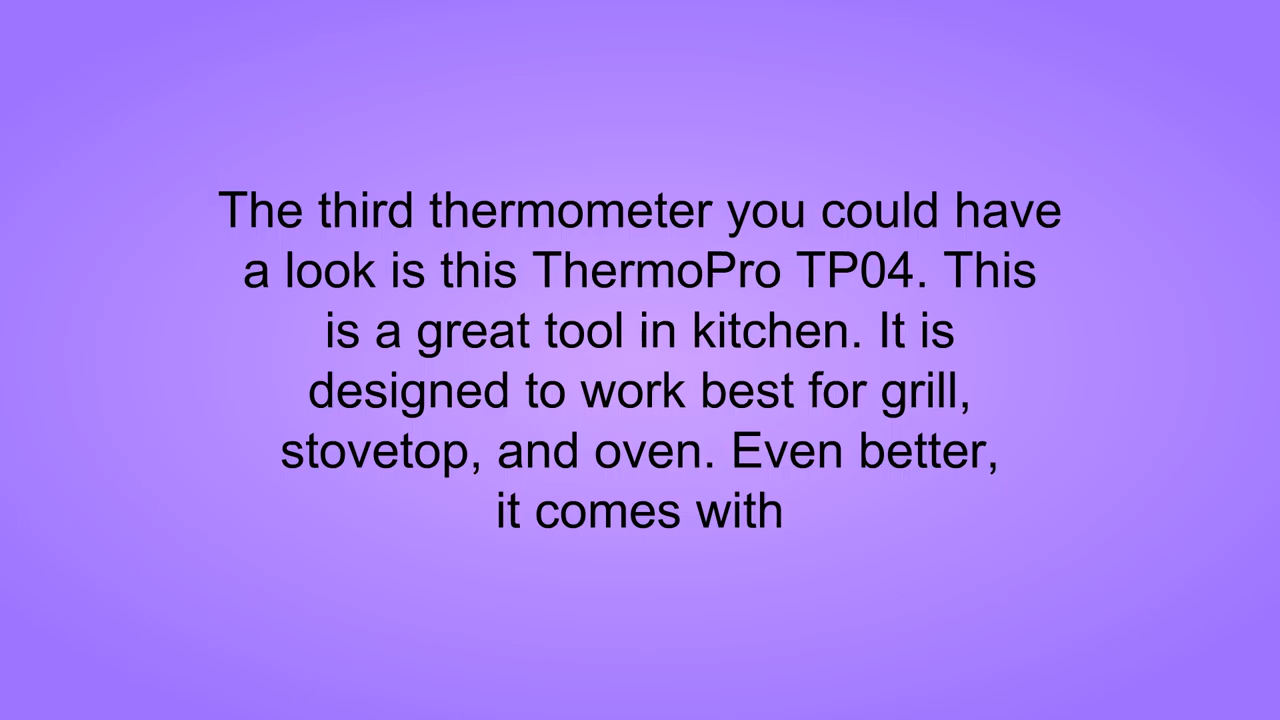 The third thermometer you could have
a look is this ThermoPro TP04. This
is a great tool in kitchen. It is
designed to work best for grill,
stovetop, and oven. Even better,
it comes with